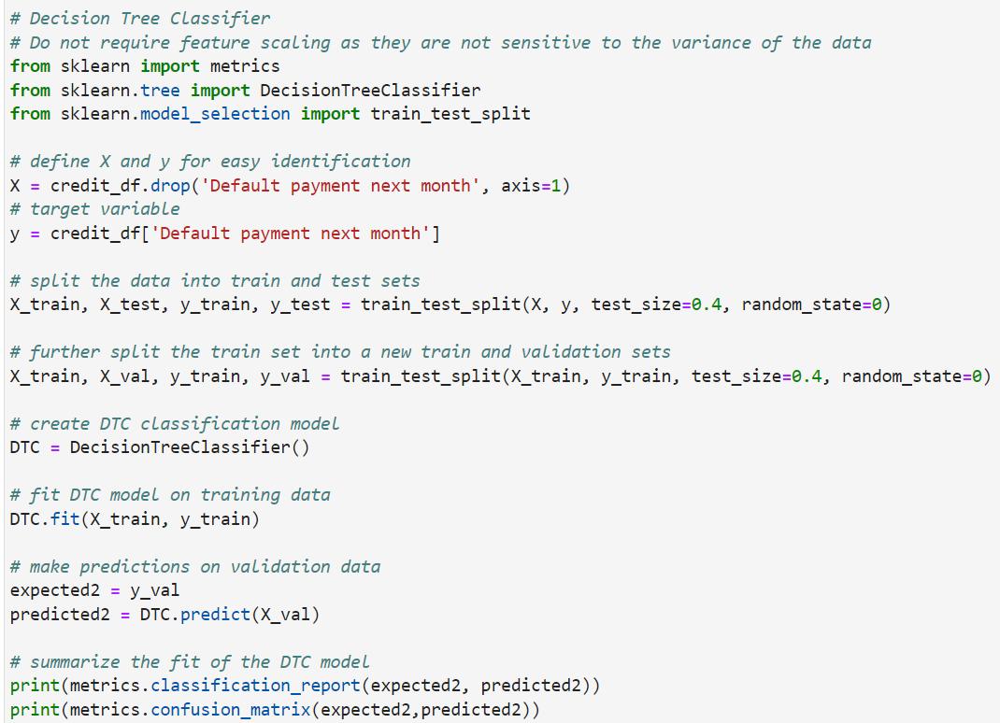 # Decision Tree Classifier
# Do not require feature scaling as they are not sensitive to the variance of the data
from sklearn import metrics
from sklearn.tree import DecisionTreeClassifier
from sklearn.model_selection import train_test_split
# define X and y for easy identification
X = credit_df.drop('Default payment next month', axis=1)
# target variable
y = credit_df['Default payment next month']
# split the data into train and test sets
X_train, X_test, y_train, y_test = train_test_split(X, y, test_size=0.4, random_state=0)
# further split the train set into a new train and validation sets
X_train, X_val, y_train, y_val = train_test_split(X_train, y_train, test_size=0.4, random_state=0)
# create DTC classification model
DTC = DecisionTreeClassifier()
# fit DTC model on training data
DTC.fit(X_train, y_train)
# make predictions on validation data
expected2 = y_val
predicted2 = DTC.predict(X_val)
# summarize the fit of the DTC model
print(metrics.classification_report(expected2, predicted2))
print(metrics.confusion_matrix(expected2,predicted2))